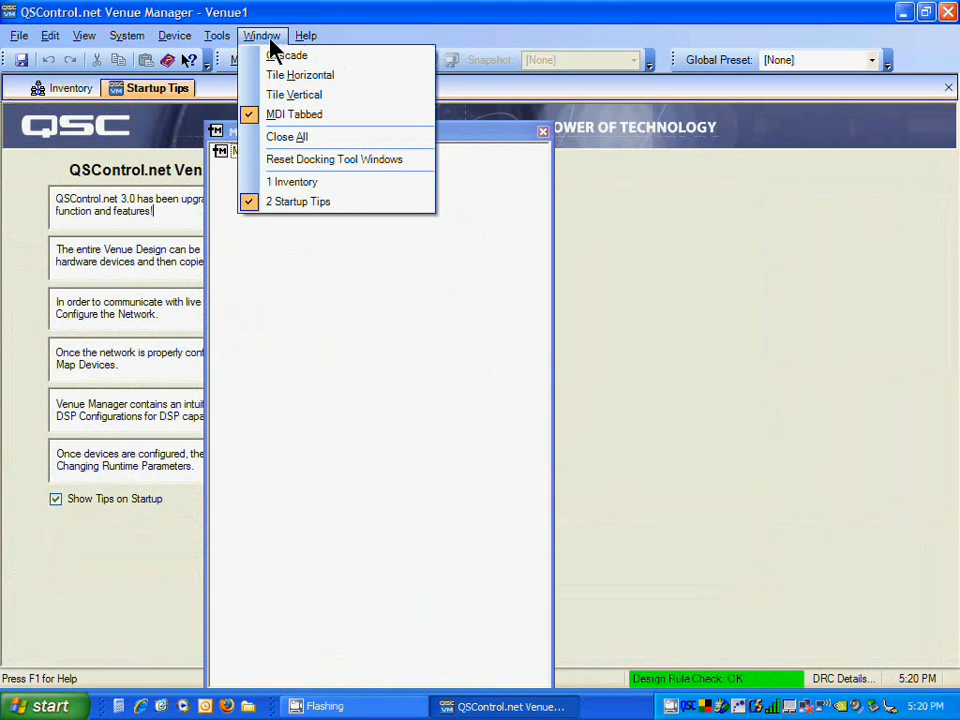 QSControl.net Venue Manager - Venue1
File Edit View System Device Tools Window Help
Snapshot: [None] Global Preset: [None]
Inventory Startup Tips
Cascade
Tile Horizontal
Tile Vertical
MDI Tabbed
Close All
Reset Docking Tool Windows
1 Inventory
2 Startup Tips
QSC
OWER OF TECHNOLOGY
QSControl.net Ven
QSControl.net 3.0 has been upgra
function and features!
The entire Venue Design can be
hardware devices and then copie
In order to communicate with live
Configure the Network.
Once the network is properly conf
Map Devices.
Venue Manager contains an intuit
DSP Configurations for DSP capa
Once devices are configured, the
Changing Runtime Parameters.
Show Tips on Startup
Press F1 for Help
Design Rule Check: OK
DRC Details...
5:20 PM
start
Flashing
QSControl.net Venue...
5:20 PM